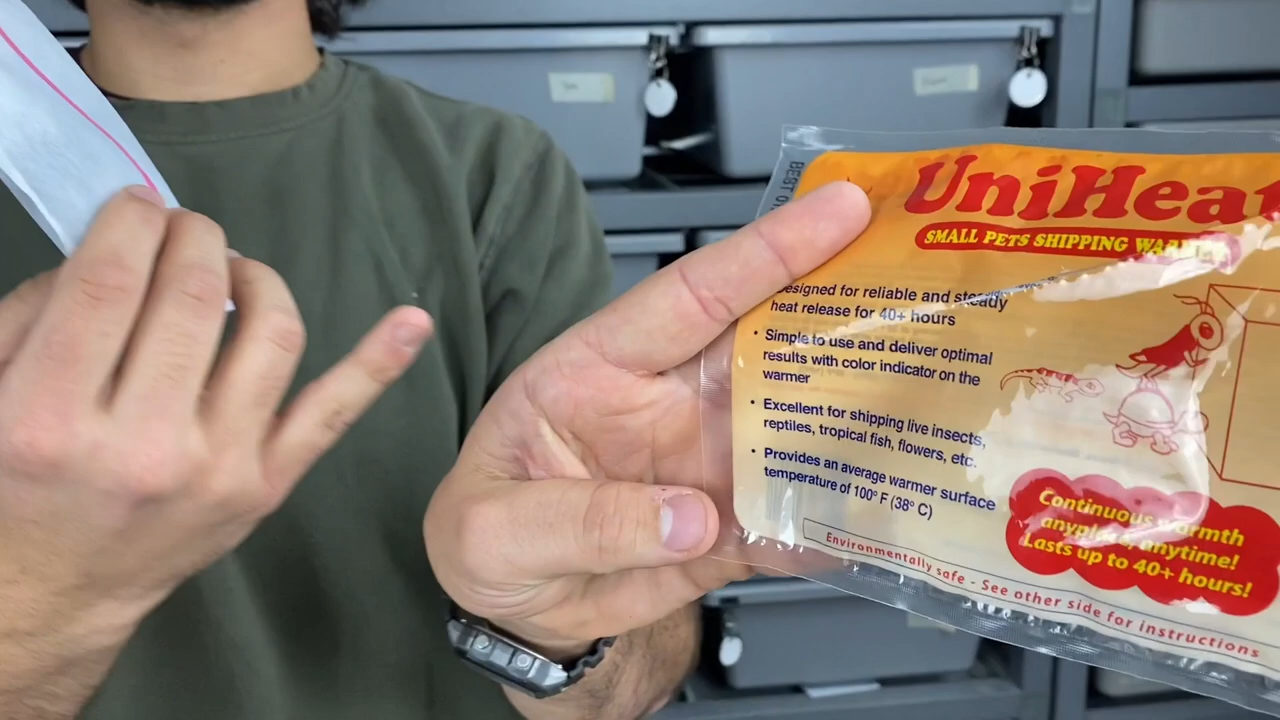 BEST
UniHeat
SMALL PETS SHIPPING WARMER
Designed for reliable and steady
heat release for 40+ hours
• Simple to use and deliver optimal
results with color indicator on the
warmer
• Excellent for shipping live insects,
reptiles, tropical fish, flowers, etc.
• Provides an average warmer surface
temperature of 100° F (38° C)
Continuous warmth
anyplace, anytime!
Lasts up to 40+ hours!
Environmentally safe - See other side for instructions